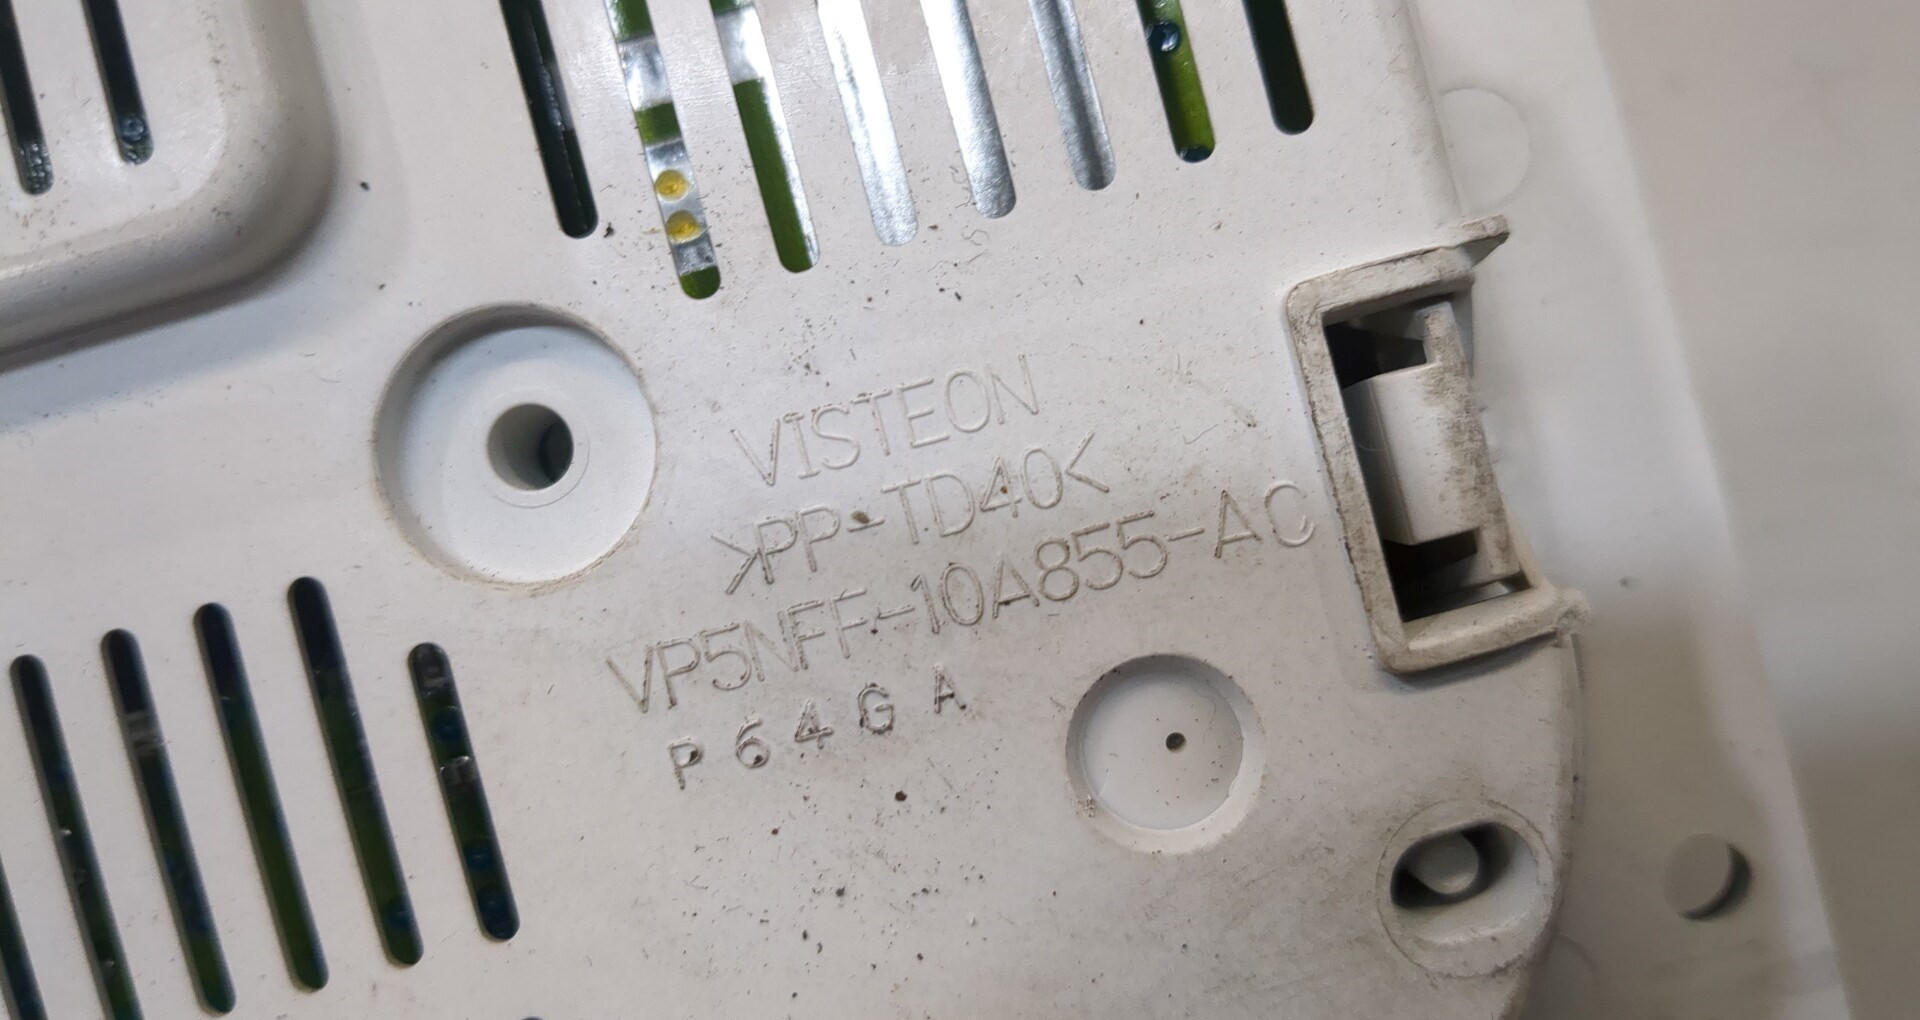 VISTEON
>PP-TD40<
VP5NFF-10A855-AC
P64GA